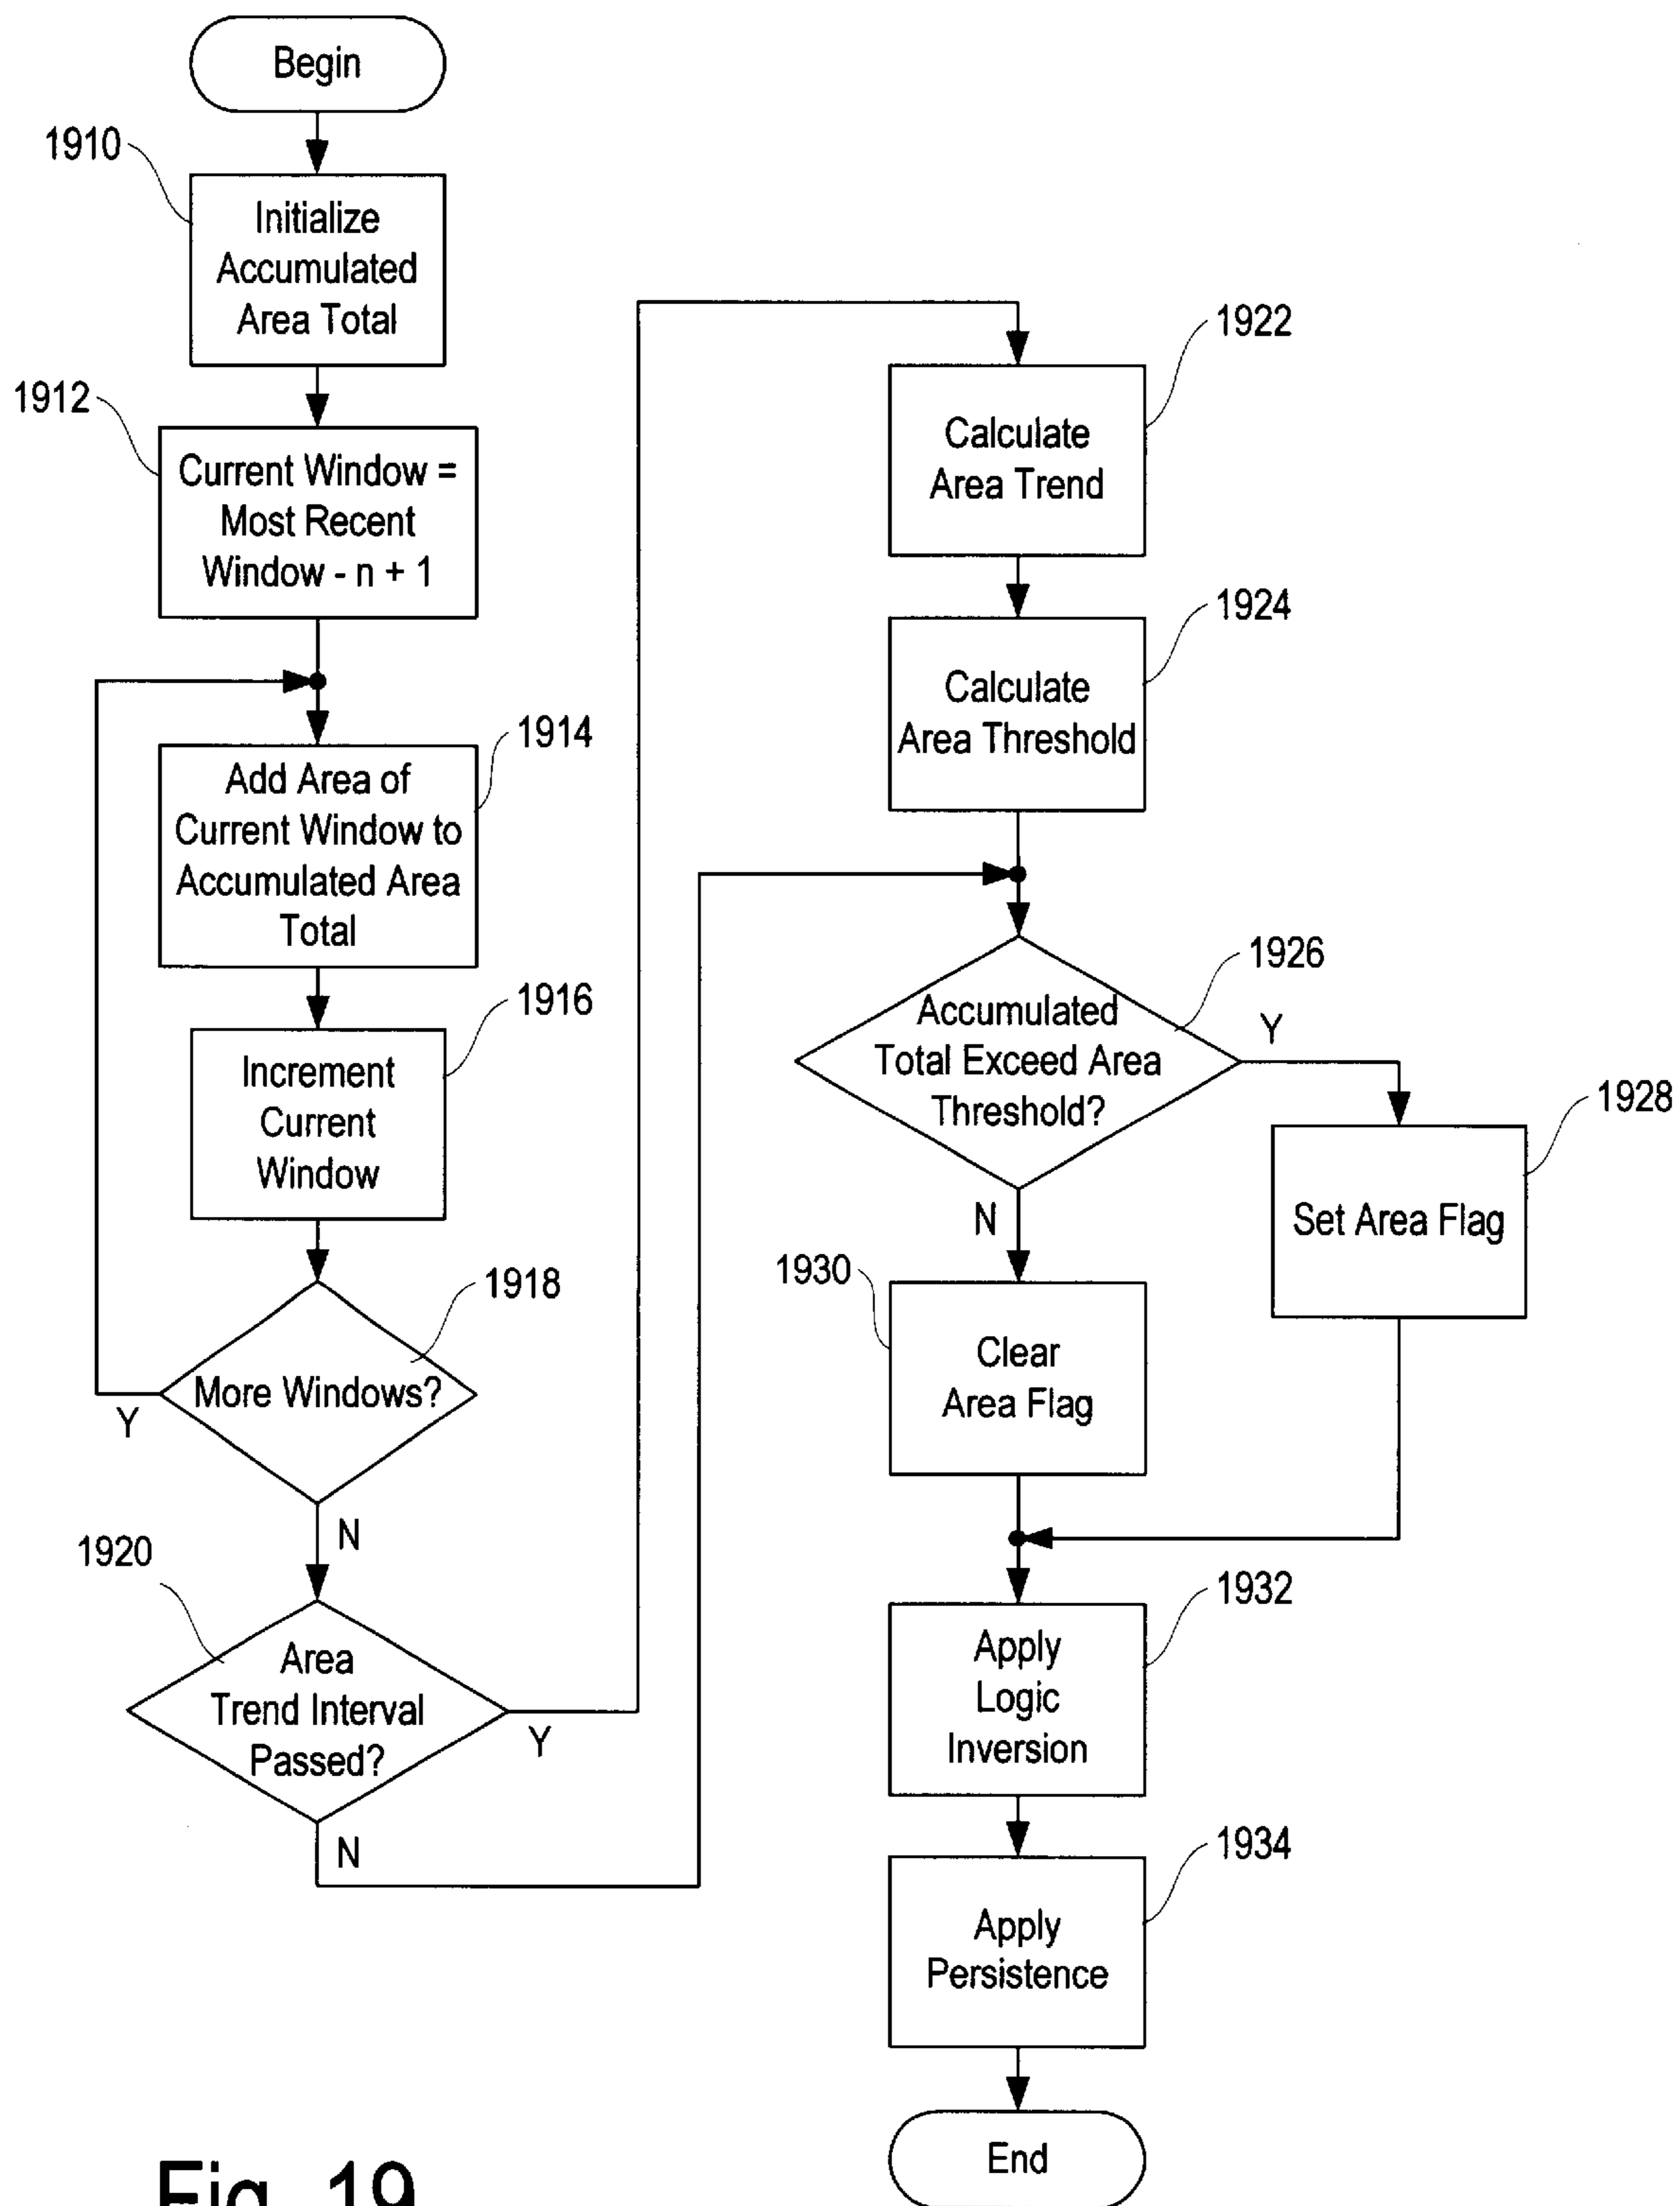 Begin
1910
Initialize
Accumulated
Area Total
1912
Current Window =
Most Recent
Window - n + 1
1914
Add Area of
Current Window to
Accumulated Area
Total
1916
Increment
Current
Window
1918
More Windows?
Y
N
1920
Area
Trend Interval
Passed?
Y
N
1922
Calculate
Area Trend
1924
Calculate
Area Threshold
1926
Accumulated
Total Exceed Area
Threshold?
Y
N
1928
Set Area Flag
1930
Clear
Area Flag
1932
Apply
Logic
Inversion
1934
Apply
Persistence
End
Fig. 19